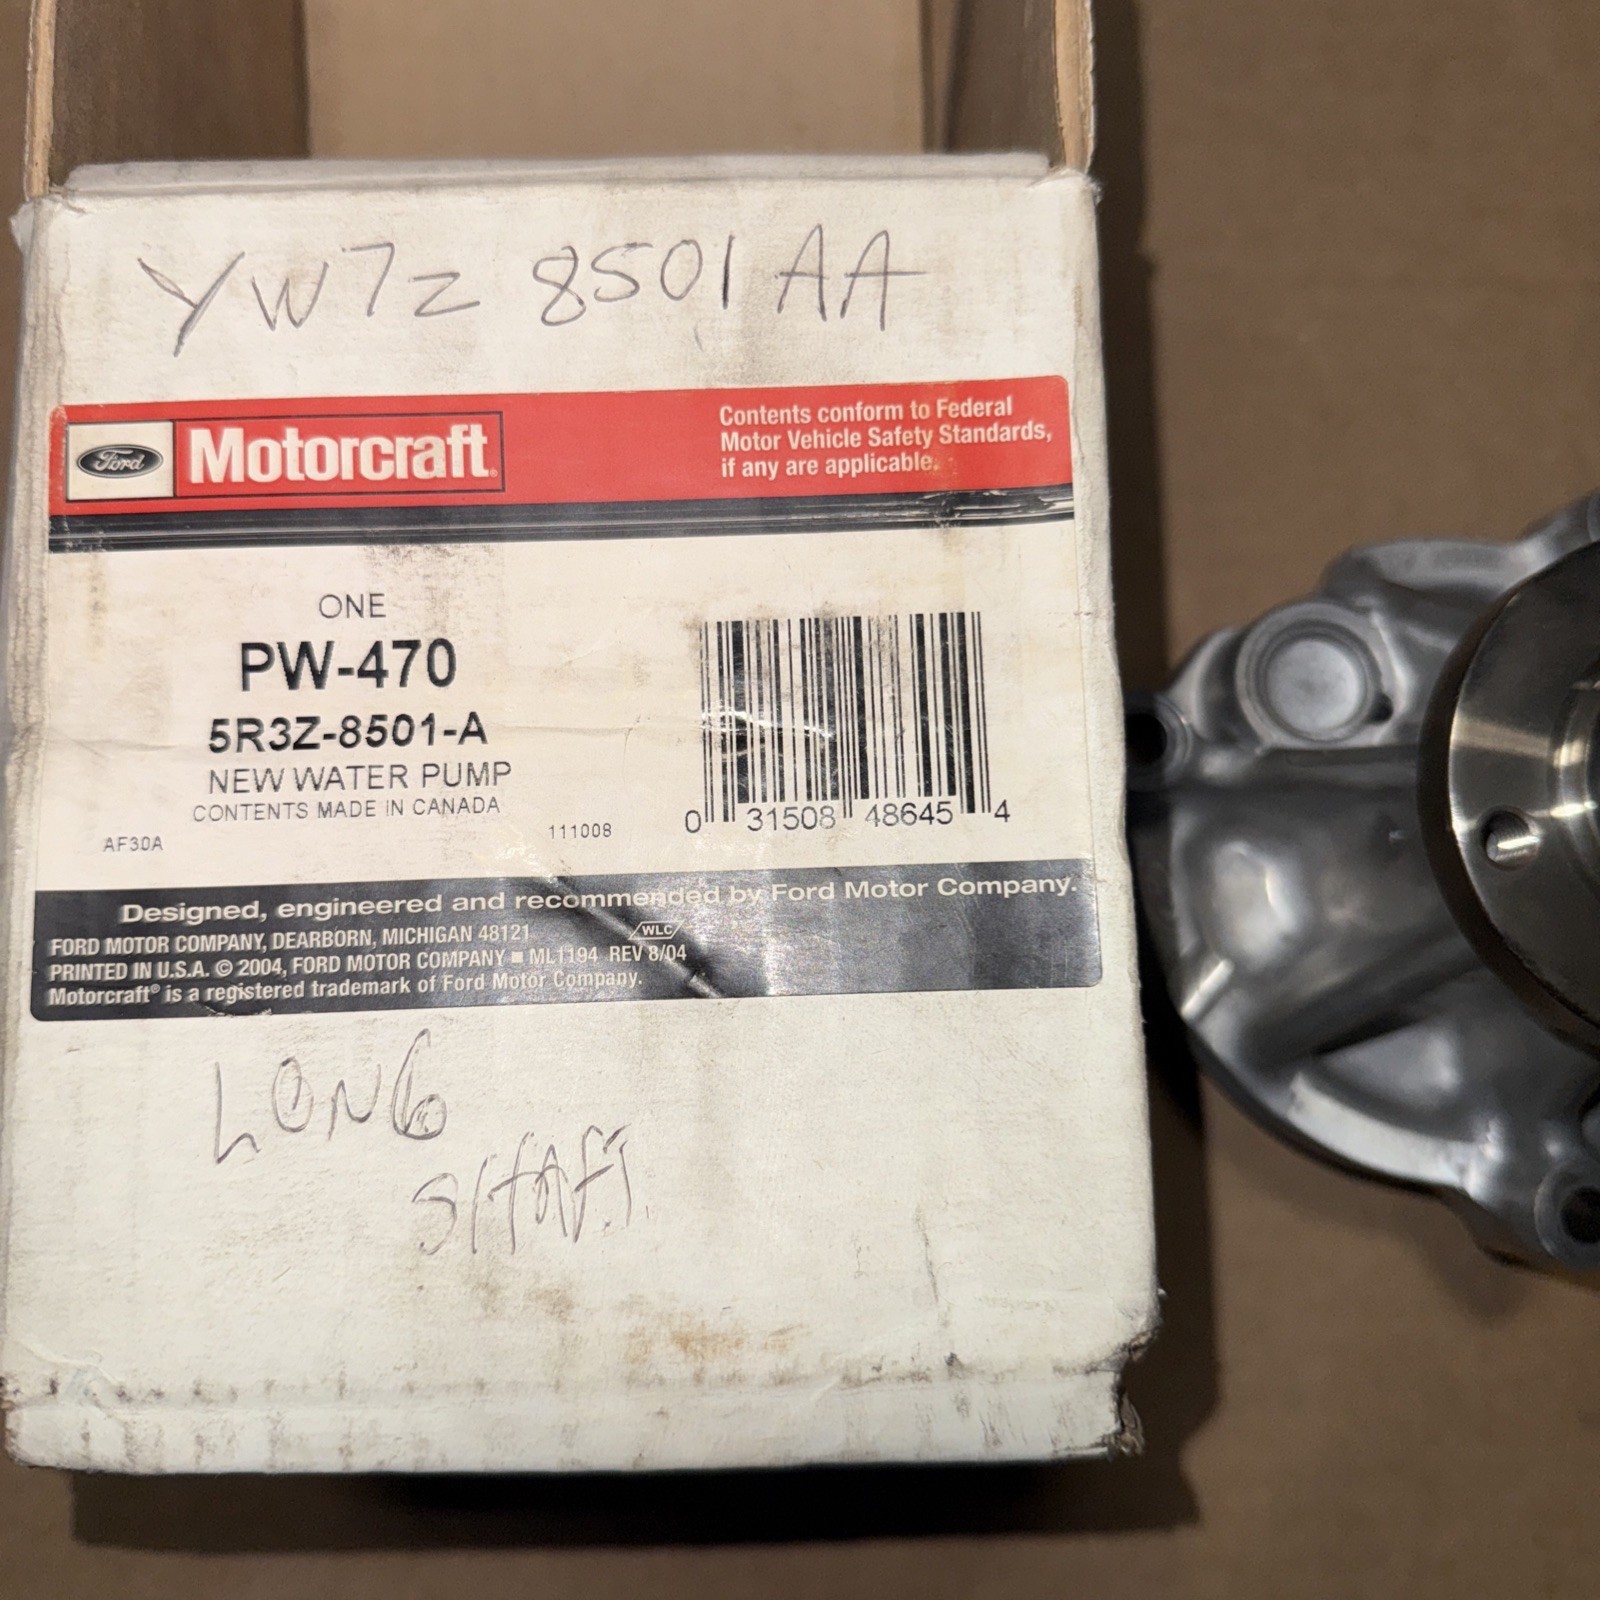 YW7Z 8501AA
Ford
Motorcraft®
Contents conform to Federal
Motor Vehicle Safety Standards,
if any are applicable.
ONE
PW-470
5R3Z-8501-A
NEW WATER PUMP
CONTENTS MADE IN CANADA
AF30A
111008
0 31508 48645 4
Designed, engineered and recommended by Ford Motor Company.
FORD MOTOR COMPANY, DEARBORN, MICHIGAN 48121
WLC
PRINTED IN U.S.A. © 2004, FORD MOTOR COMPANY ■ ML1194 REV 8/04
Motorcraft® is a registered trademark of Ford Motor Company.
LONG
SHAFT